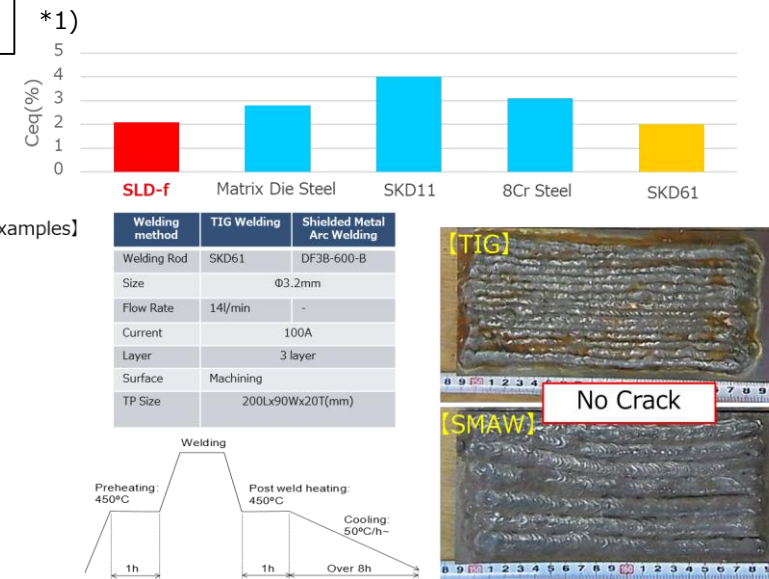 *1)
5
4
3
2
1
0
Ceq(%)
SLD-f
Matrix Die Steel
SKD11
8Cr Steel
SKD61
xamples】
Welding method TIG Welding Shielded Metal Arc Welding
Welding Rod SKD61 DF3B-600-B
Size Φ3.2mm
Flow Rate 14l/min -
Current 100A
Layer 3 layer
Surface Machining
TP Size 200Lx90Wx20T(mm)
【TIG】
No Crack
【SMAW】
Welding
Preheating:
450ºC
Post weld heating:
450ºC
Cooling:
50ºC/h~
1h
1h
Over 8h